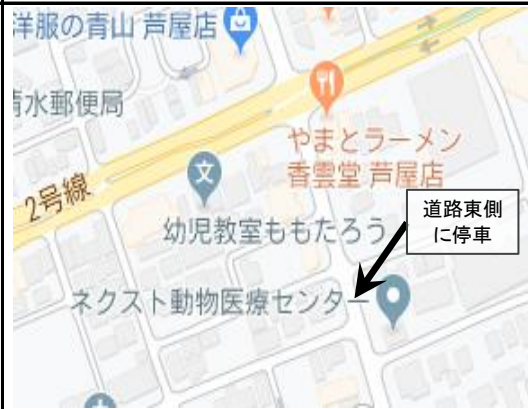 洋服の青山 芦屋店
清水郵便局
やまとラーメン
香雲堂 芦屋店
2号線
文
道路東側
に停車
幼児教室ももたろう
ネクスト動物医療センター